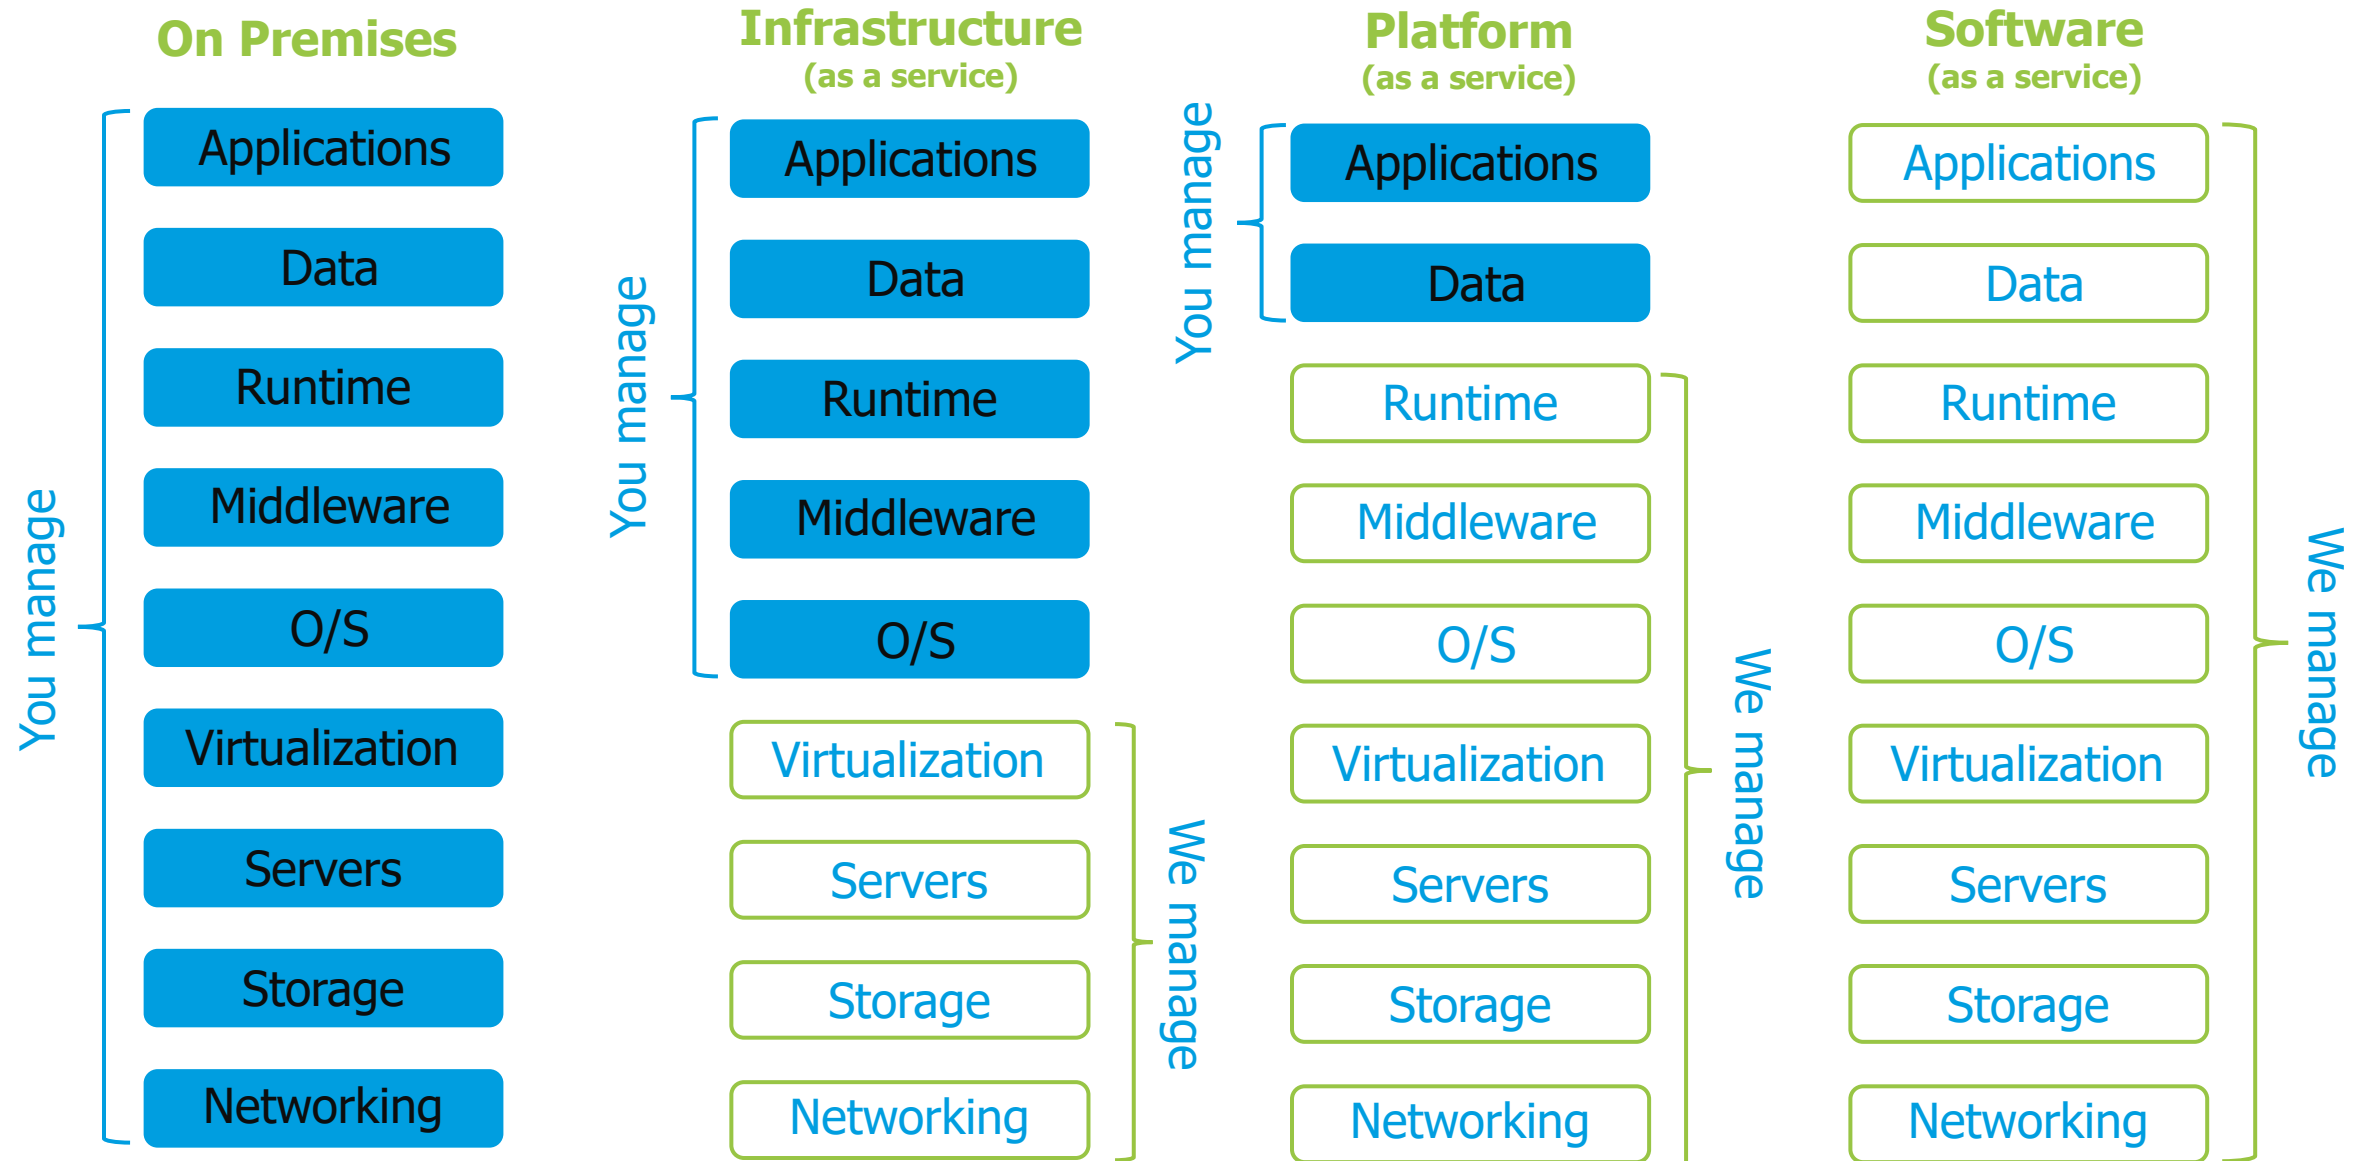 On Premises
You manage
Applications
Data
Runtime
Middleware
O/S
Virtualization
Servers
Storage
Networking
Infrastructure
(as a service)
You manage
Applications
Data
Runtime
Middleware
O/S
Virtualization
Servers
Storage
Networking
We manage
Platform
(as a service)
You manage
Applications
Data
Runtime
Middleware
O/S
Virtualization
Servers
Storage
Networking
We manage
Software
(as a service)
Applications
Data
Runtime
Middleware
O/S
Virtualization
Servers
Storage
Networking
We manage